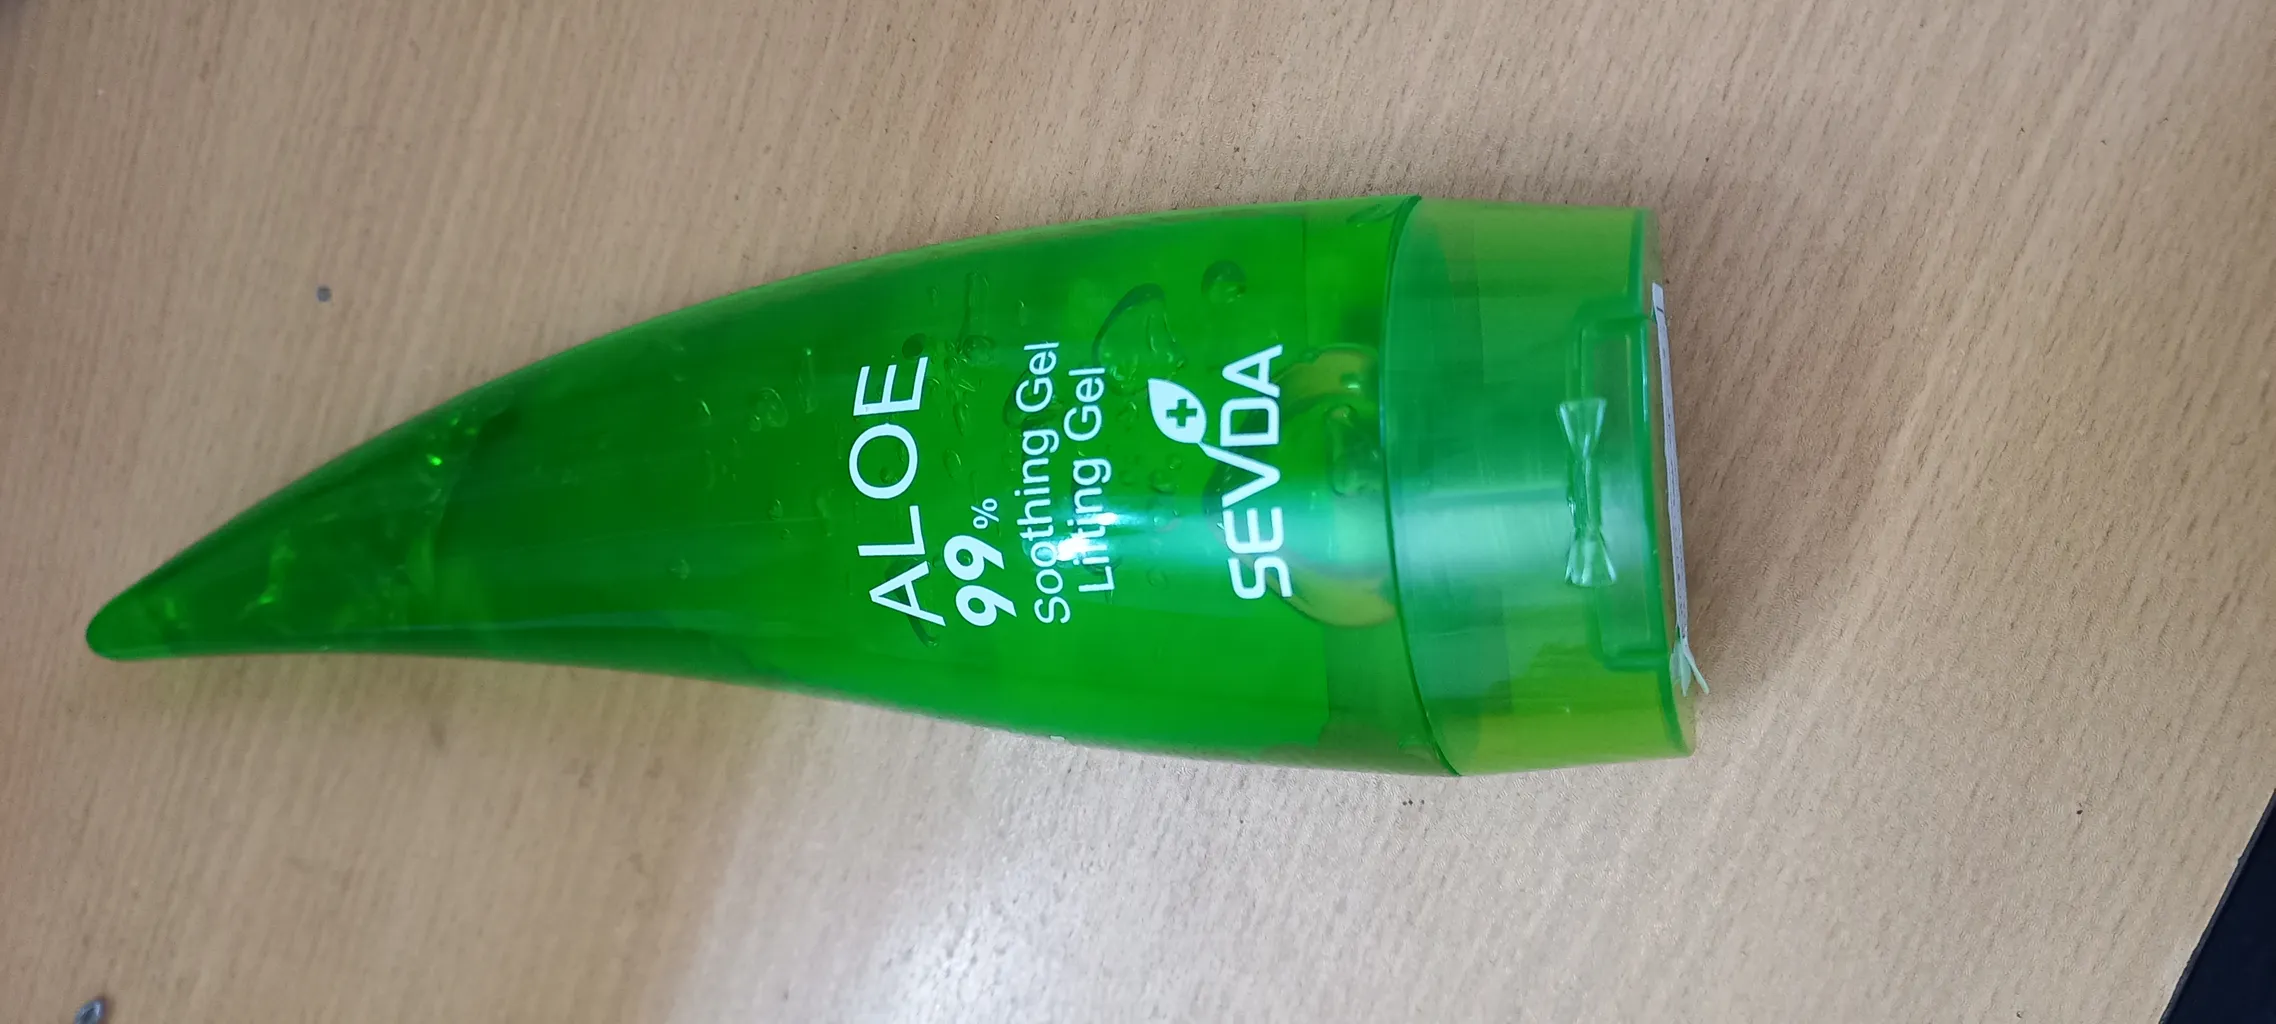 ALOE
99%
Soothing Gel
Lifting Gel
SEVDA